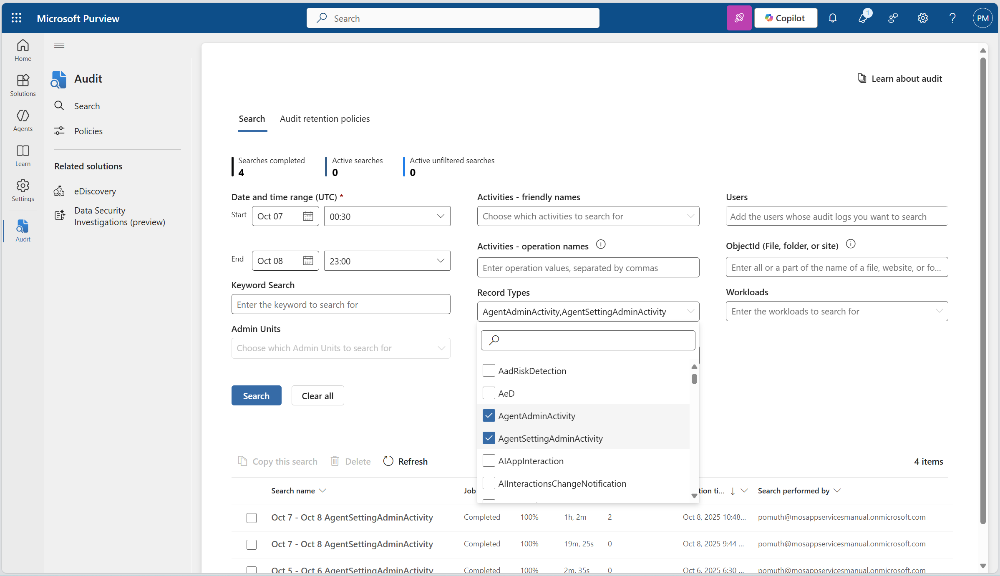 Microsoft Purview
Search
Copilot
1
PM
Home
Solutions
Agents
Learn
Settings
Audit
Audit
Search
Policies
Related solutions
eDiscovery
Data Security
Investigations (preview)
Learn about audit
Search
Audit retention policies
Searches completed
4
Active searches
0
Active unfiltered searches
0
Date and time range (UTC) *
Start
Oct 07
00:30
End
Oct 08
23:00
Keyword Search
Enter the keyword to search for
Admin Units
Choose which Admin Units to search for
Activities - friendly names
Choose which activities to search for
Activities - operation names
Enter operation values, separated by commas
Record Types
AgentAdminActivity,AgentSettingAdminActivity
AadRiskDetection
AeD
AgentAdminActivity
AgentSettingAdminActivity
AIAppInteraction
AIInteractionsChangeNotification
Users
Add the users whose audit logs you want to search
ObjectId (File, folder, or site)
Enter all or a part of the name of a file, website, or fo...
Workloads
Enter the workloads to search for
Search
Clear all
Copy this search
Delete
Refresh
4 items
Search name
Job
tion ti...
Search performed by
Oct 7 - Oct 8 AgentSettingAdminActivity
Completed
100%
1h, 2m
2
Oct 8, 2025 10:48...
pomuth@mosappservicesmanual.onmicrosoft.com
Oct 7 - Oct 8 AgentSettingAdminActivity
Completed
100%
19m, 25s
0
Oct 8, 2025 9:44 ...
pomuth@mosappservicesmanual.onmicrosoft.com
Oct 5 - Oct 6 AgentSettingAdminActivity
Completed
100%
2m, 35s
0
Oct 6, 2025 6:30 ...
pomuth@mosappservicesmanual.onmicrosoft.com